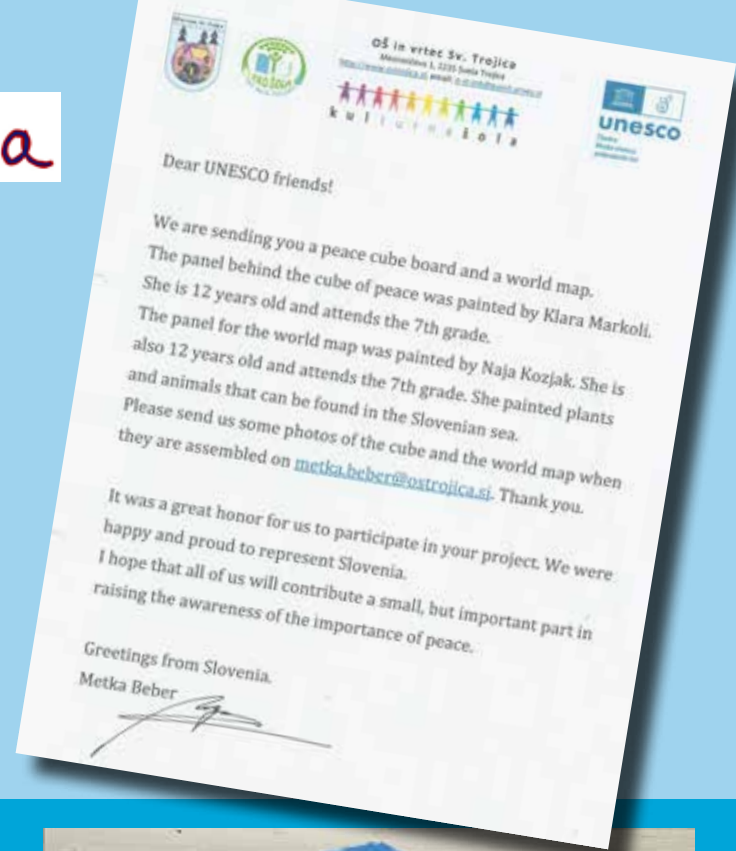 a
OŠ in vrtec Sv. Trojica
kulturna šola
unesco
Dear UNESCO friends!
We are sending you a peace cube board and a world map.
The panel behind the cube of peace was painted by Klara Markoli.
She is 12 years old and attends the 7th grade.
The panel for the world map was painted by Naja Kozjak. She is
also 12 years old and attends the 7th grade. She painted plants
and animals that can be found in the Slovenian sea.
Please send us some photos of the cube and the world map when
they are assembled on metka.beber@ostrojica.si. Thank you.
It was a great honor for us to participate in your project. We were
happy and proud to represent Slovenia.
I hope that all of us will contribute a small, but important part in
raising the awareness of the importance of peace.
Greetings from Slovenia.
Metka Beber